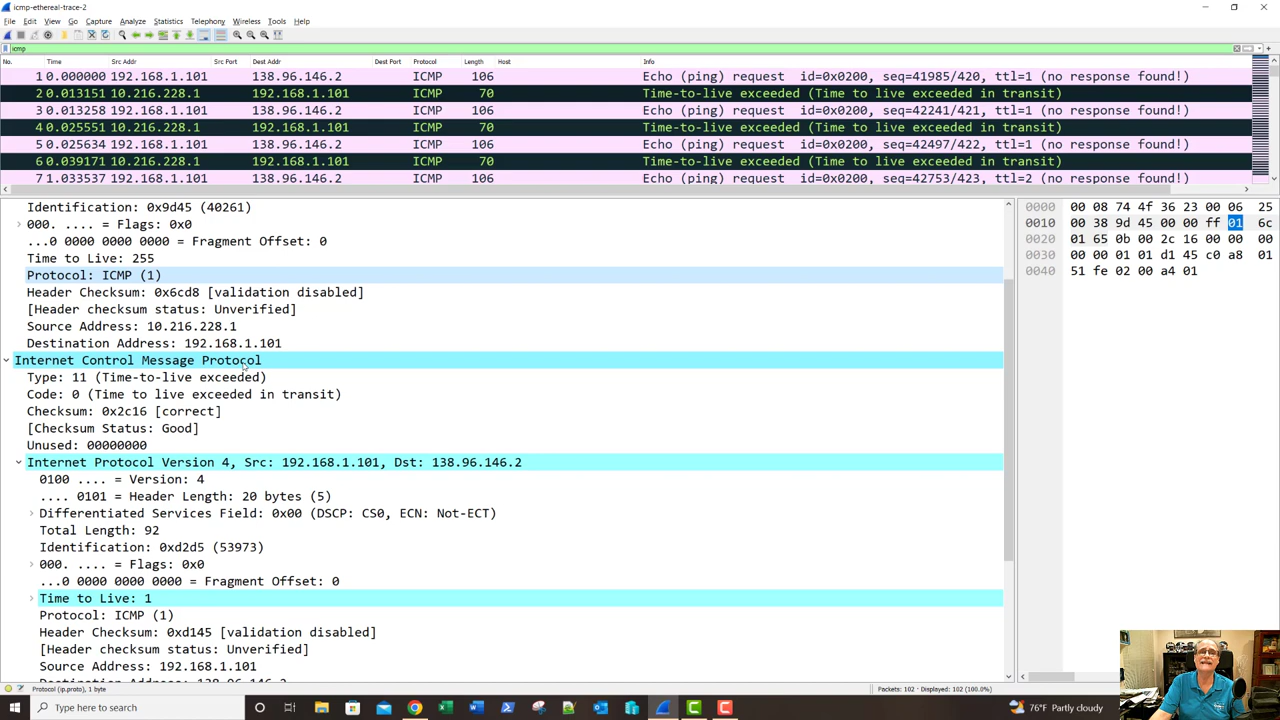 icmp-ethereal-trace-2
File Edit View Go Capture Analyze Statistics Telephony Wireless Tools Help
icmp
No. Time Src Addr Src Port Dest Addr Dest Port Protocol Length Host Info
1 0.000000 192.168.1.101 138.96.146.2 ICMP 106 Echo (ping) request id=0x0200, seq=41985/420, ttl=1 (no response found!)
2 0.013151 10.216.228.1 192.168.1.101 ICMP 70 Time-to-live exceeded (Time to live exceeded in transit)
3 0.013258 192.168.1.101 138.96.146.2 ICMP 106 Echo (ping) request id=0x0200, seq=42241/421, ttl=1 (no response found!)
4 0.025551 10.216.228.1 192.168.1.101 ICMP 70 Time-to-live exceeded (Time to live exceeded in transit)
5 0.025634 192.168.1.101 138.96.146.2 ICMP 106 Echo (ping) request id=0x0200, seq=42497/422, ttl=1 (no response found!)
6 0.039171 10.216.228.1 192.168.1.101 ICMP 70 Time-to-live exceeded (Time to live exceeded in transit)
7 1.033537 192.168.1.101 138.96.146.2 ICMP 106 Echo (ping) request id=0x0200, seq=42753/423, ttl=2 (no response found!)
Identification: 0x9d45 (40261)
000. .... = Flags: 0x0
...0 0000 0000 0000 = Fragment Offset: 0
Time to Live: 255
Protocol: ICMP (1)
Header Checksum: 0x6cd8 [validation disabled]
[Header checksum status: Unverified]
Source Address: 10.216.228.1
Destination Address: 192.168.1.101
Internet Control Message Protocol
Type: 11 (Time-to-live exceeded)
Code: 0 (Time to live exceeded in transit)
Checksum: 0x2c16 [correct]
[Checksum Status: Good]
Unused: 00000000
Internet Protocol Version 4, Src: 192.168.1.101, Dst: 138.96.146.2
0100 .... = Version: 4
.... 0101 = Header Length: 20 bytes (5)
Differentiated Services Field: 0x00 (DSCP: CS0, ECN: Not-ECT)
Total Length: 92
Identification: 0xd2d5 (53973)
000. .... = Flags: 0x0
...0 0000 0000 0000 = Fragment Offset: 0
Time to Live: 1
Protocol: ICMP (1)
Header Checksum: 0xd145 [validation disabled]
[Header checksum status: Unverified]
Source Address: 192.168.1.101
Destination Address: 138.96.146.2
0000 00 08 74 4f 36 23 00 06 25
0010 00 38 9d 45 00 00 ff 01 6c
0020 01 65 0b 00 2c 16 00 00 00
0030 00 00 01 01 d1 45 c0 a8 01
0040 51 fe 02 00 a4 01
Protocol (ip.proto), 1 byte
Packets: 102 · Displayed: 102 (100.0%)
Type here to search
76°F Partly cloudy